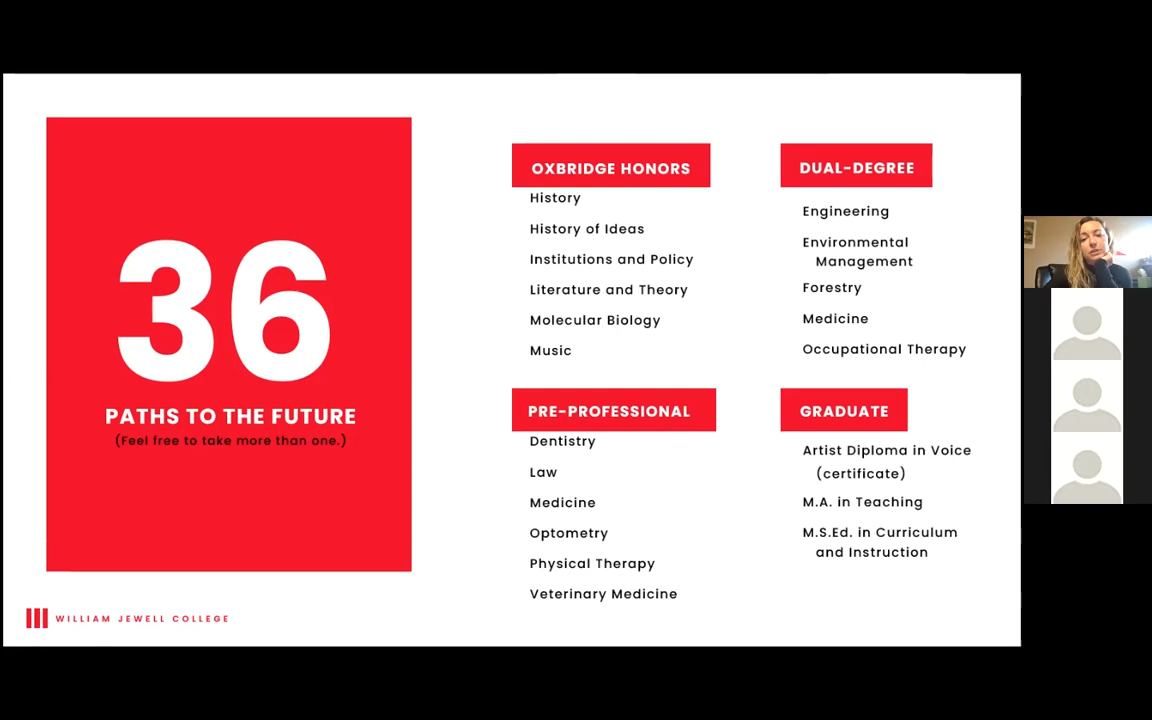 36
PATHS TO THE FUTURE
(Feel free to take more than one.)
WILLIAM JEWELL COLLEGE
OXBRIDGE HONORS
History
History of Ideas
Institutions and Policy
Literature and Theory
Molecular Biology
Music
PRE-PROFESSIONAL
Dentistry
Law
Medicine
Optometry
Physical Therapy
Veterinary Medicine
DUAL-DEGREE
Engineering
Environmental
Management
Forestry
Medicine
Occupational Therapy
GRADUATE
Artist Diploma in Voice
(certificate)
M.A. in Teaching
M.S.Ed. in Curriculum
and Instruction